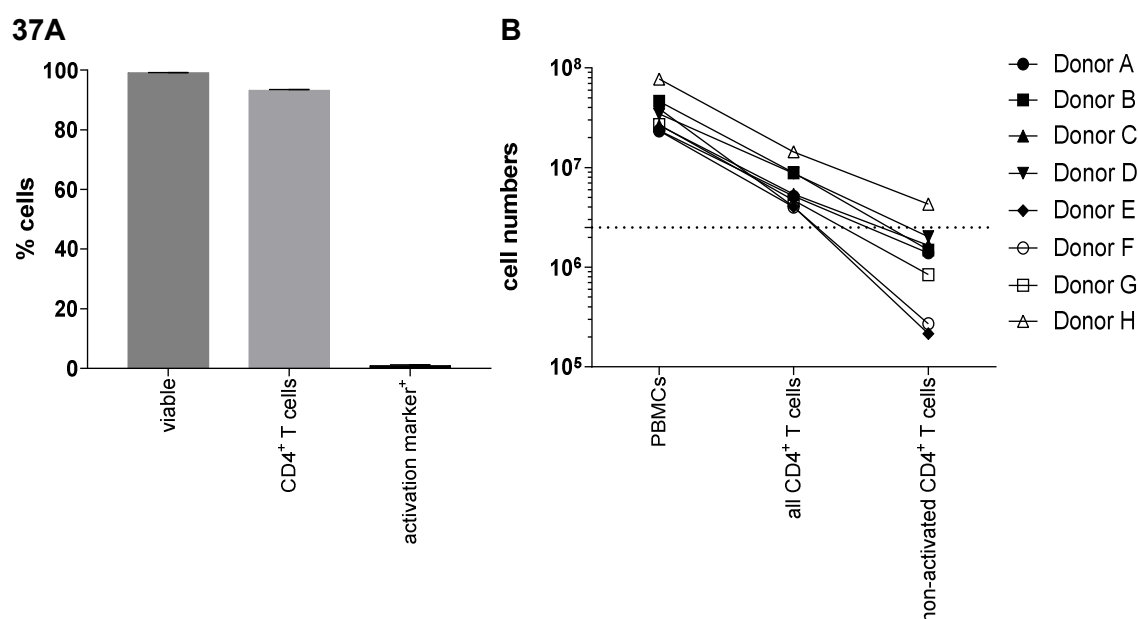 37A
B
% cells
100
80
60
40
20
0
viable
CD4⁺ T cells
activation marker⁺
cell numbers
10⁸
10⁷
10⁶
10⁵
PBMCs
all CD4⁺ T cells
non-activated CD4⁺ T cells
Donor A
Donor B
Donor C
Donor D
Donor E
Donor F
Donor G
Donor H